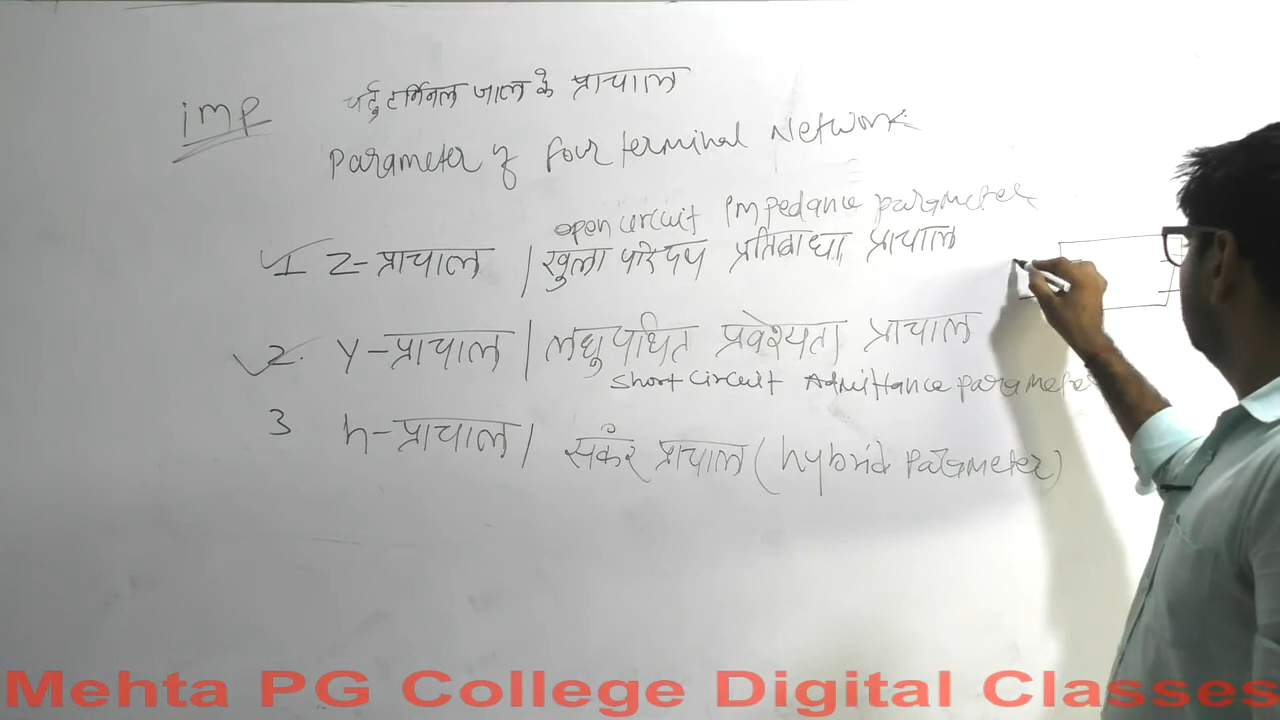 imp
चर्तु टर्मिनल जाल के प्राचाल
Parameter of four terminal Network
open circuit Impedance parameter
1 Z-प्राचाल / खुला परिपथ प्रतिबाधा प्राचाल
2. Y-प्राचाल / लघुपथित प्रवेश्यता प्राचाल
Short circuit Admittance parameter
3 h-प्राचाल / संकर प्राचाल (hybrid Parameter)
Mehta PG College Digital Classes